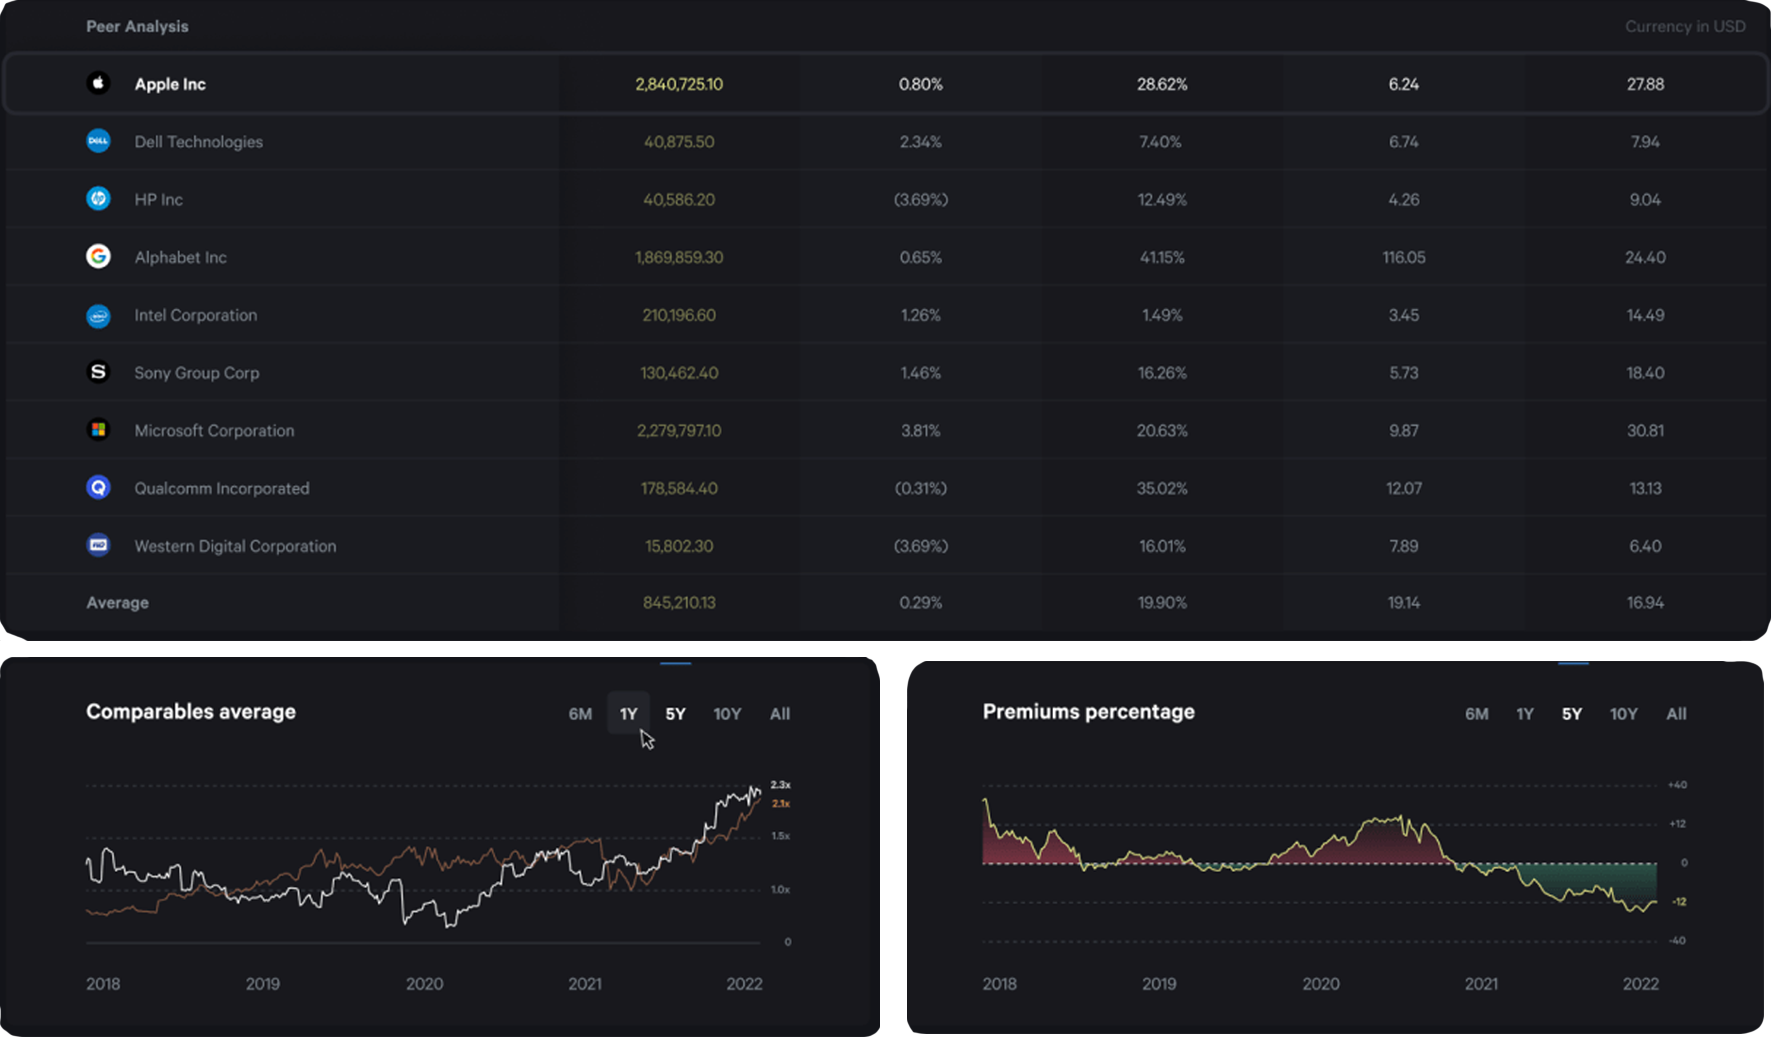 Peer Analysis Currency in USD
Apple Inc 2,840,725.10 0.80% 28.62% 6.24 27.88
DELL Dell Technologies 40,875.50 2.34% 7.40% 6.74 7.94
hp HP Inc 40,586.20 (3.69%) 12.49% 4.26 9.04
G Alphabet Inc 1,869,859.30 0.65% 41.15% 116.05 24.40
Intel Corporation 210,196.60 1.26% 1.49% 3.45 14.49
S Sony Group Corp 130,462.40 1.46% 16.26% 5.73 18.40
Microsoft Corporation 2,279,797.10 3.81% 20.63% 9.87 30.81
Qualcomm Incorporated 178,584.40 (0.31%) 35.02% 12.07 13.13
WD Western Digital Corporation 15,802.30 (3.69%) 16.01% 7.89 6.40
Average 845,210.13 0.29% 19.90% 19.14 16.94
Comparables average 6M 1Y 5Y 10Y All
2.3x
2.1x
1.5x
1.0x
0
2018 2019 2020 2021 2022
Premiums percentage 6M 1Y 5Y 10Y All
+40
+12
0
-12
-40
2018 2019 2020 2021 2022